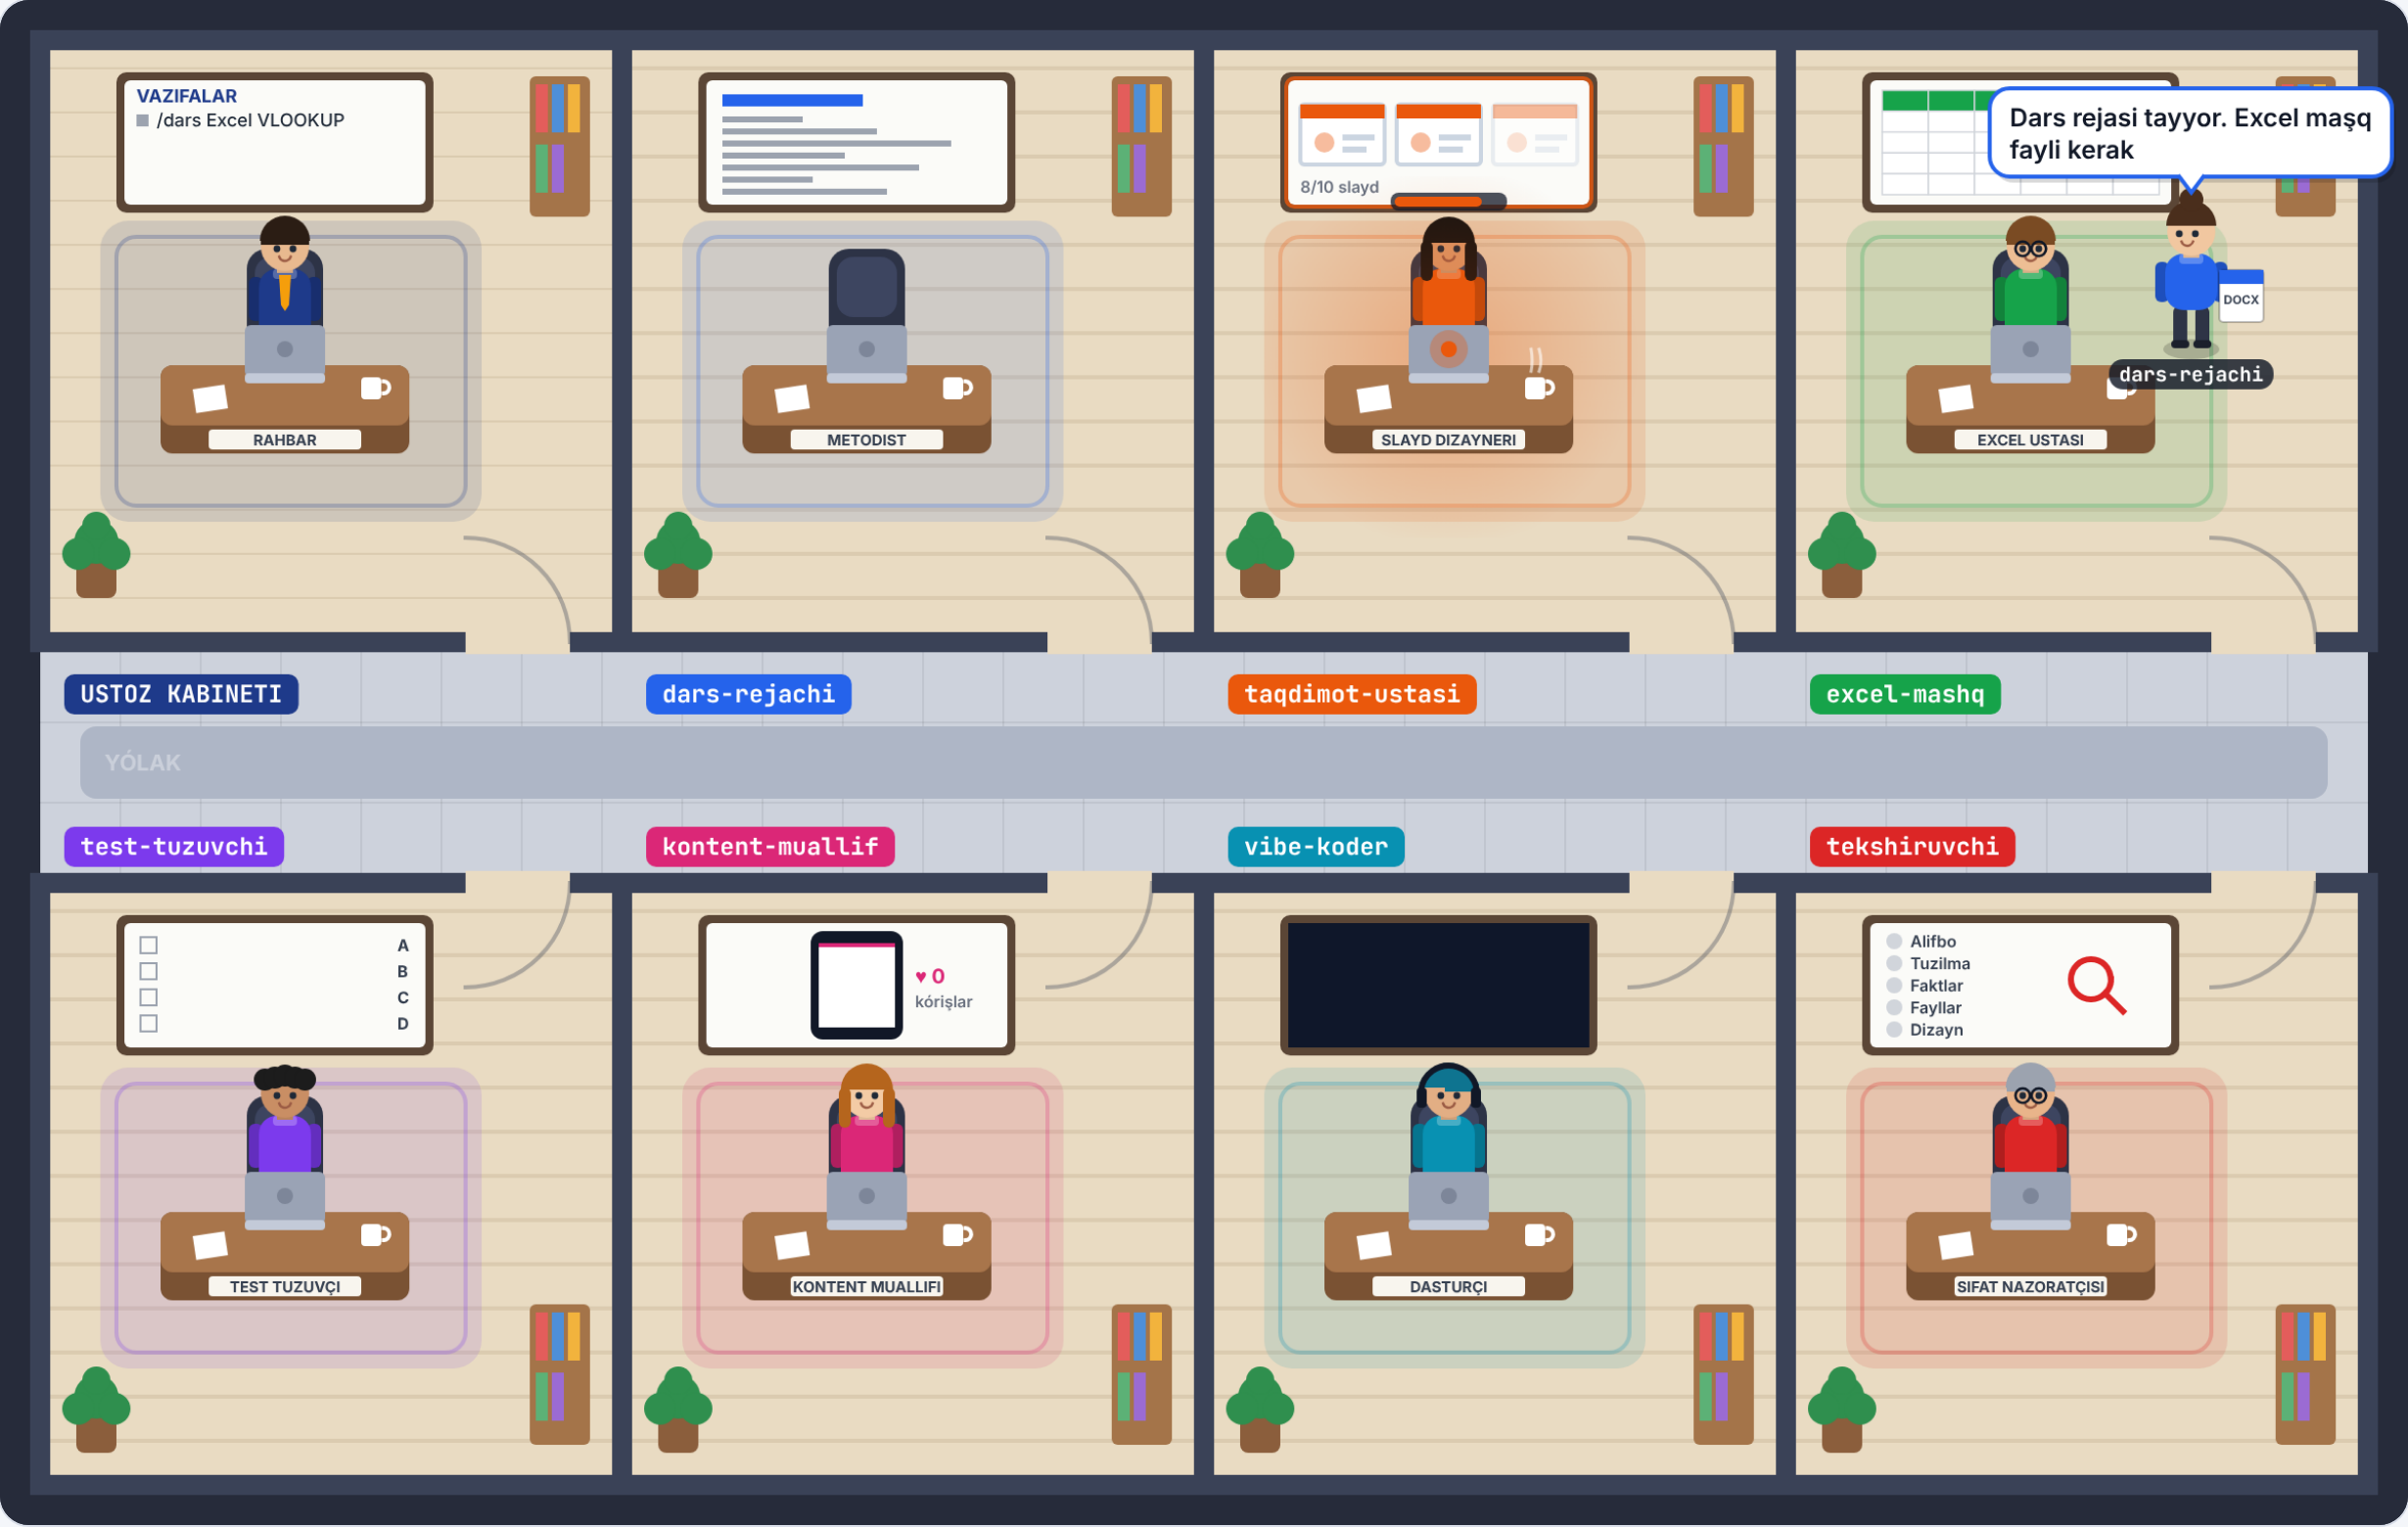 VAZIFALAR
/dars Excel VLOOKUP
8/10 slayd
Dars rejasi tayyor. Excel maşq
fayli kerak
DOCX
dars-rejachi
RAHBAR
METODIST
SLAYD DIZAYNERI
EXCEL USTASI
USTOZ KABINETI
dars-rejachi
taqdimot-ustasi
excel-mashq
YÓLAK
test-tuzuvchi
kontent-muallif
vibe-koder
tekshiruvchi
A
B
C
D
♥ 0
kórişlar
Alifbo
Tuzilma
Faktlar
Fayllar
Dizayn
TEST TUZUVÇI
KONTENT MUALLIFI
DASTURÇI
SIFAT NAZORATÇISI